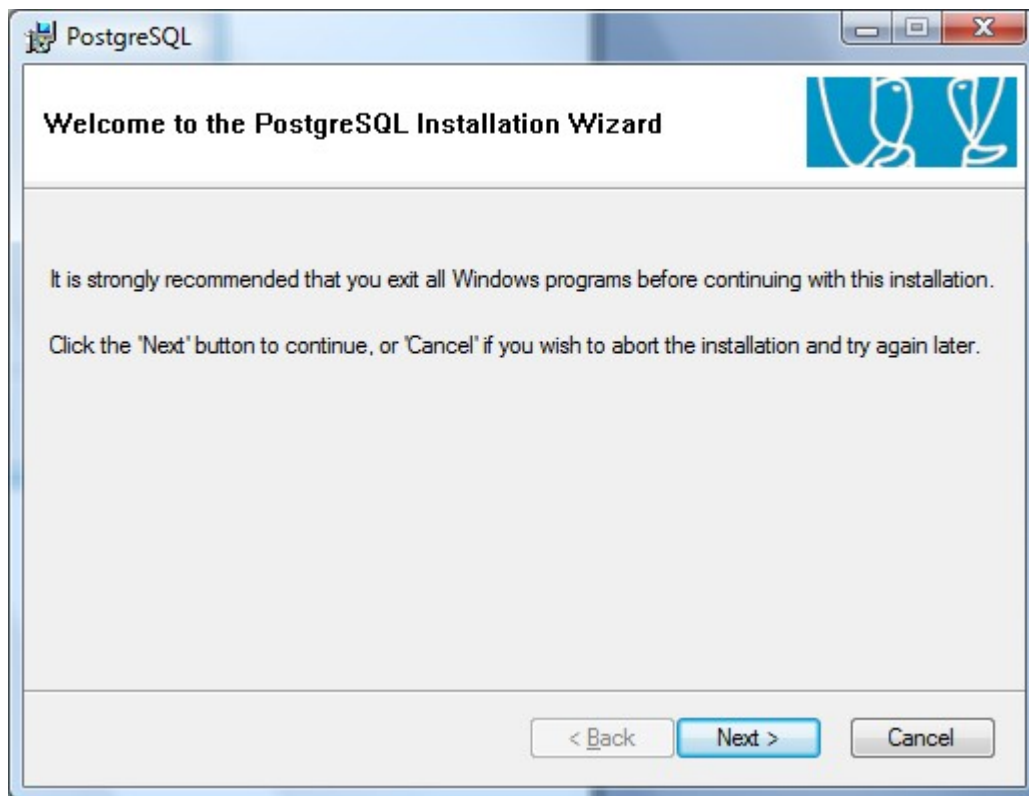 PostgreSQL
Welcome to the PostgreSQL Installation Wizard
It is strongly recommended that you exit all Windows programs before continuing with this installation.
Click the 'Next' button to continue, or 'Cancel' if you wish to abort the installation and try again later.
< Back
Next >
Cancel